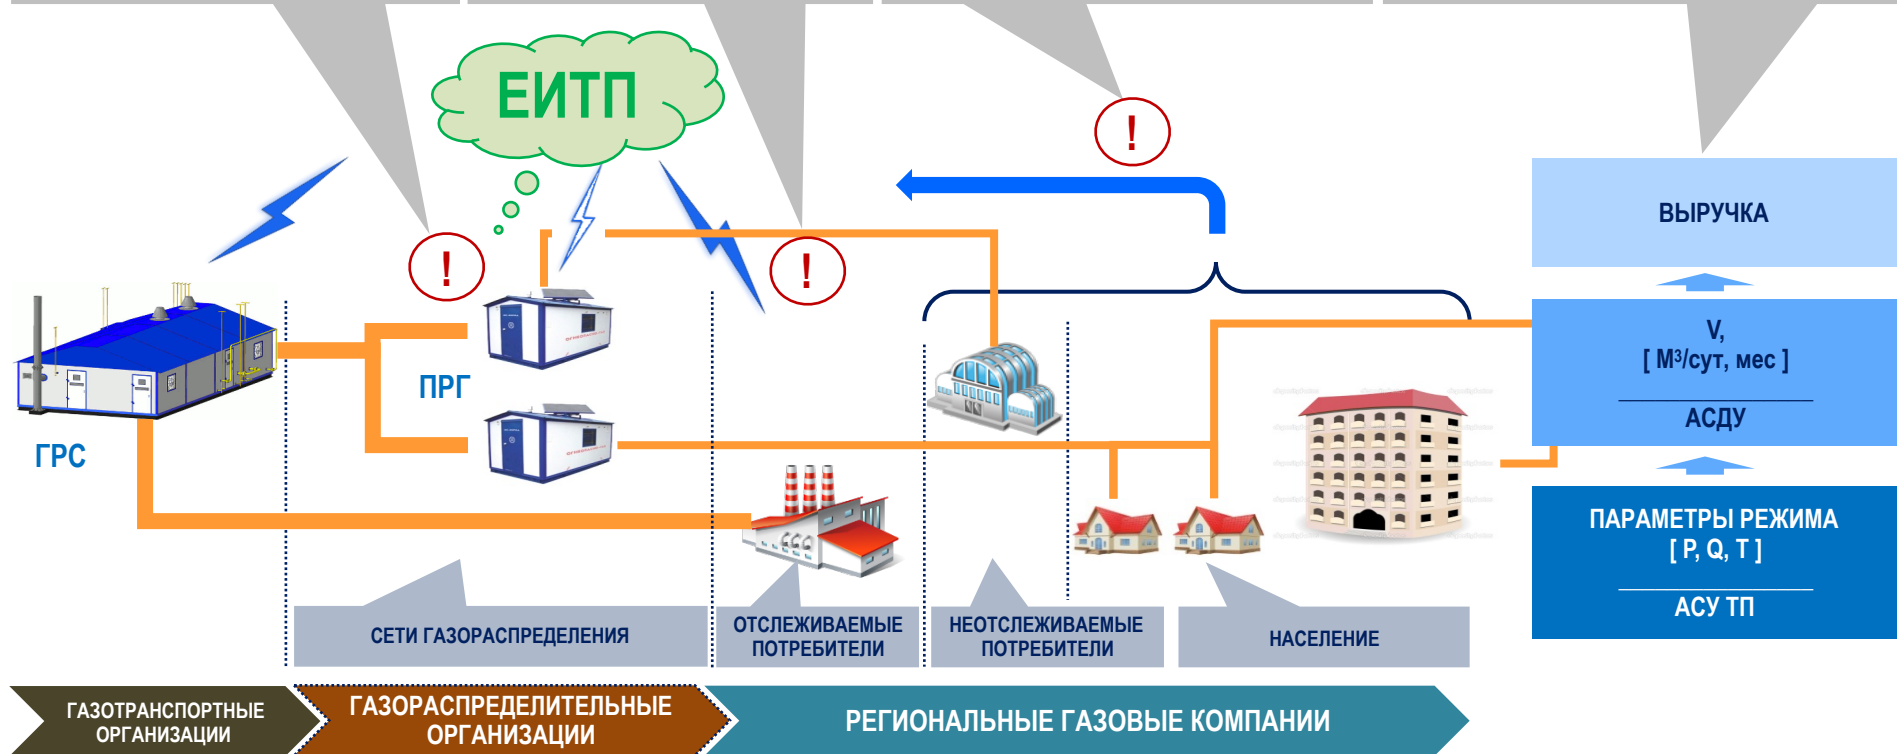 ЕИТП
!
!
!
ВЫРУЧКА
V,
[ М³/сут, мес ]
АСДУ
ПАРАМЕТРЫ РЕЖИМА
[ P, Q, T ]
АСУ ТП
ПРГ
ГРС
СЕТИ ГАЗОРАСПРЕДЕЛЕНИЯ
ОТСЛЕЖИВАЕМЫЕ
ПОТРЕБИТЕЛИ
НЕОТСЛЕЖИВАЕМЫЕ
ПОТРЕБИТЕЛИ
НАСЕЛЕНИЕ
ГАЗОТРАНСПОРТНЫЕ
ОРГАНИЗАЦИИ
ГАЗОРАСПРЕДЕЛИТЕЛЬНЫЕ
ОРГАНИЗАЦИИ
РЕГИОНАЛЬНЫЕ ГАЗОВЫЕ КОМПАНИИ